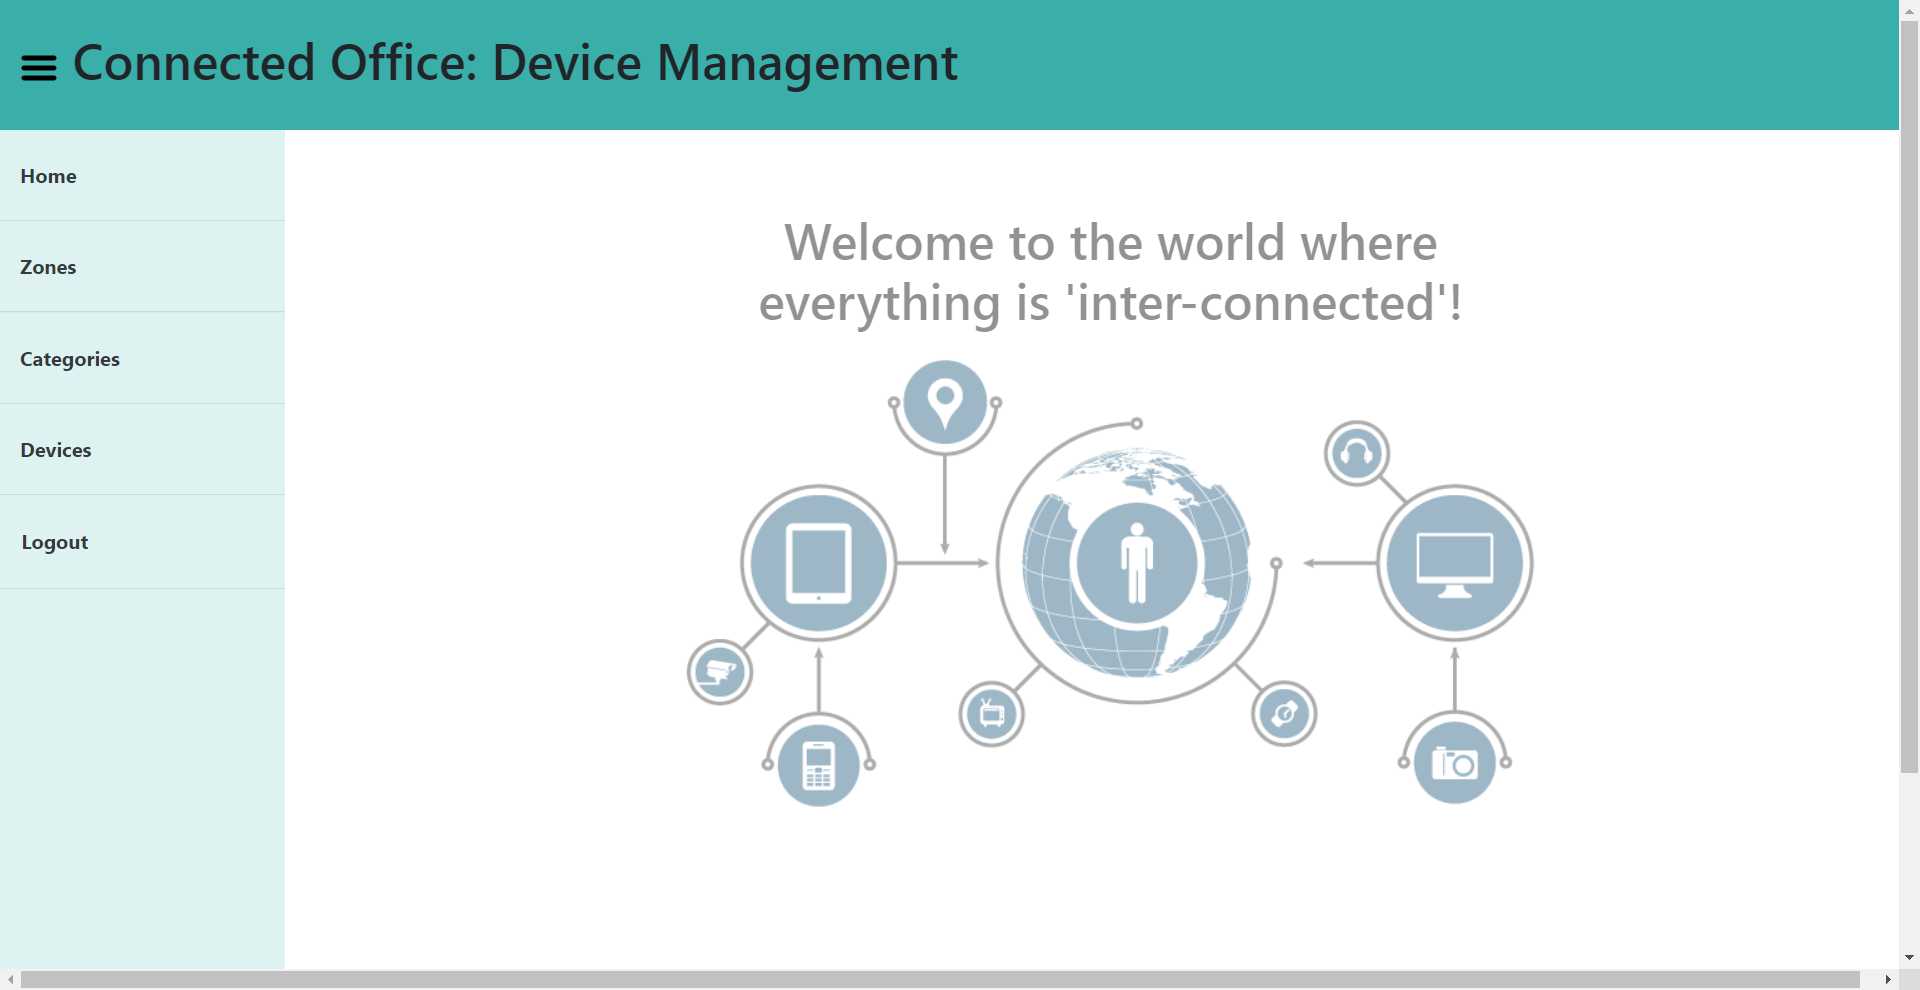 Connected Office: Device Management
Home
Zones
Categories
Devices
Logout
Welcome to the world where
everything is 'inter-connected'!